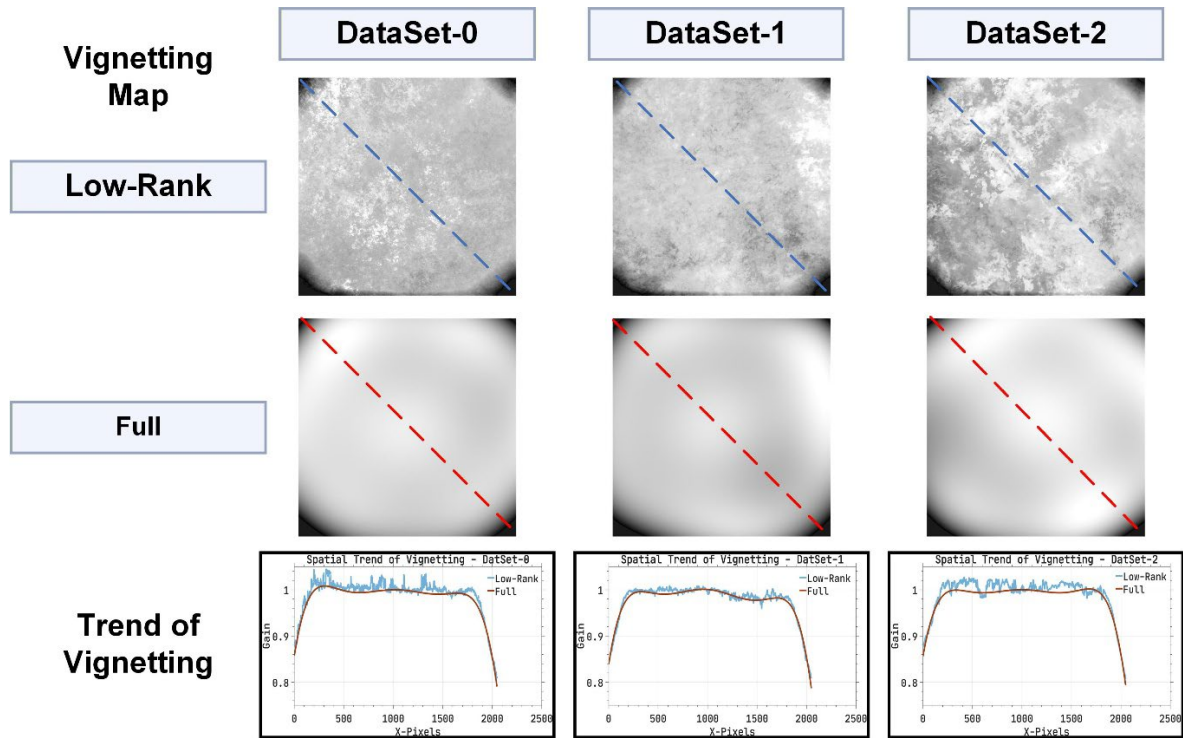 DataSet-0
DataSet-1
DataSet-2
Vignetting
Map
Low-Rank
Full
Trend of
Vignetting
Spatial Trend of Vignetting - DatSet-0
Low-Rank
Full
1
0.9
0.8
Gain
0
500
1000
1500
2000
2500
X-Pixels
Spatial Trend of Vignetting - DatSet-1
Low-Rank
Full
1
0.9
0.8
Gain
0
500
1000
1500
2000
2500
X-Pixels
Spatial Trend of Vignetting - DatSet-2
Low-Rank
Full
1
0.9
0.8
Gain
0
500
1000
1500
2000
2500
X-Pixels